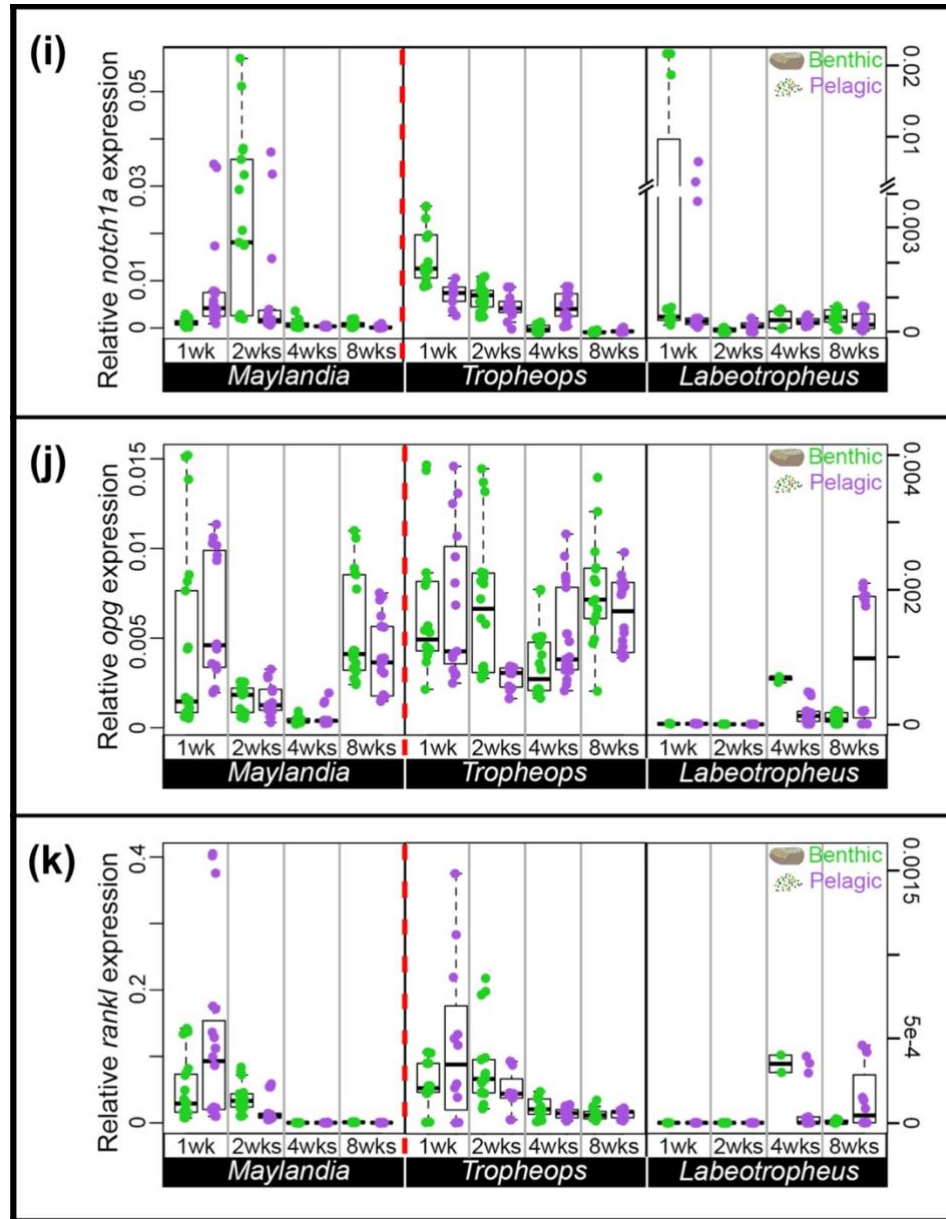 (i)
Relative notch1a expression
0.05
0.03
0.01
0
0.02
0.01
0.003
0
Benthic
Pelagic
1wk 2wks 4wks 8wks 1wk 2wks 4wks 8wks 1wk 2wks 4wks 8wks
Maylandia Tropheops Labeotropheus
(j)
Relative opg expression
0.015
0.01
0.005
0
0.004
0.002
0
Benthic
Pelagic
1wk 2wks 4wks 8wks 1wk 2wks 4wks 8wks 1wk 2wks 4wks 8wks
Maylandia Tropheops Labeotropheus
(k)
Relative rankl expression
0.4
0.2
0.1
0
0.0015
5e-4
0
Benthic
Pelagic
1wk 2wks 4wks 8wks 1wk 2wks 4wks 8wks 1wk 2wks 4wks 8wks
Maylandia Tropheops Labeotropheus